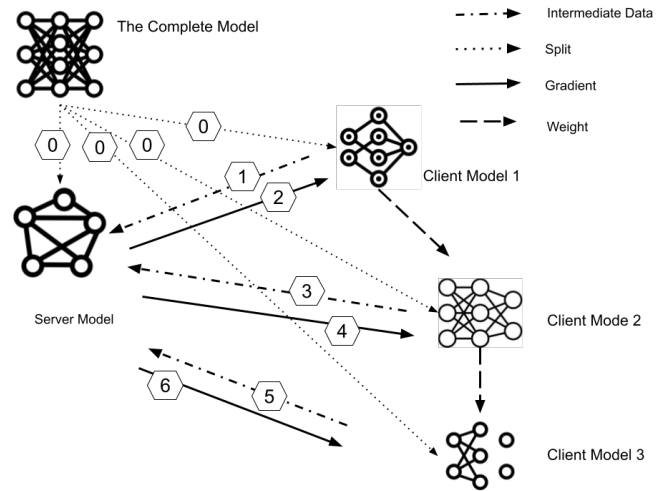 The Complete Model
Intermediate Data
Split
Gradient
Weight
0
0
0
0
1
2
Client Model 1
3
4
Server Model
Client Mode 2
5
6
Client Model 3